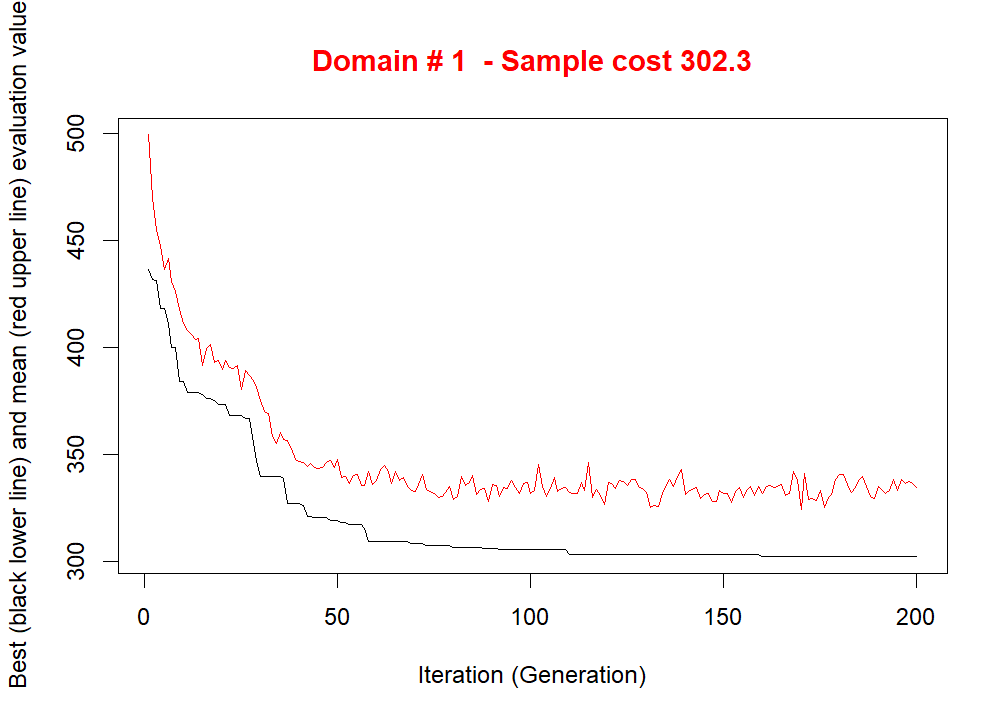 Domain # 1  - Sample cost 302.3
Best (black lower line) and mean (red upper line) evaluation value
500
450
400
350
300
0 50 100 150 200
Iteration (Generation)